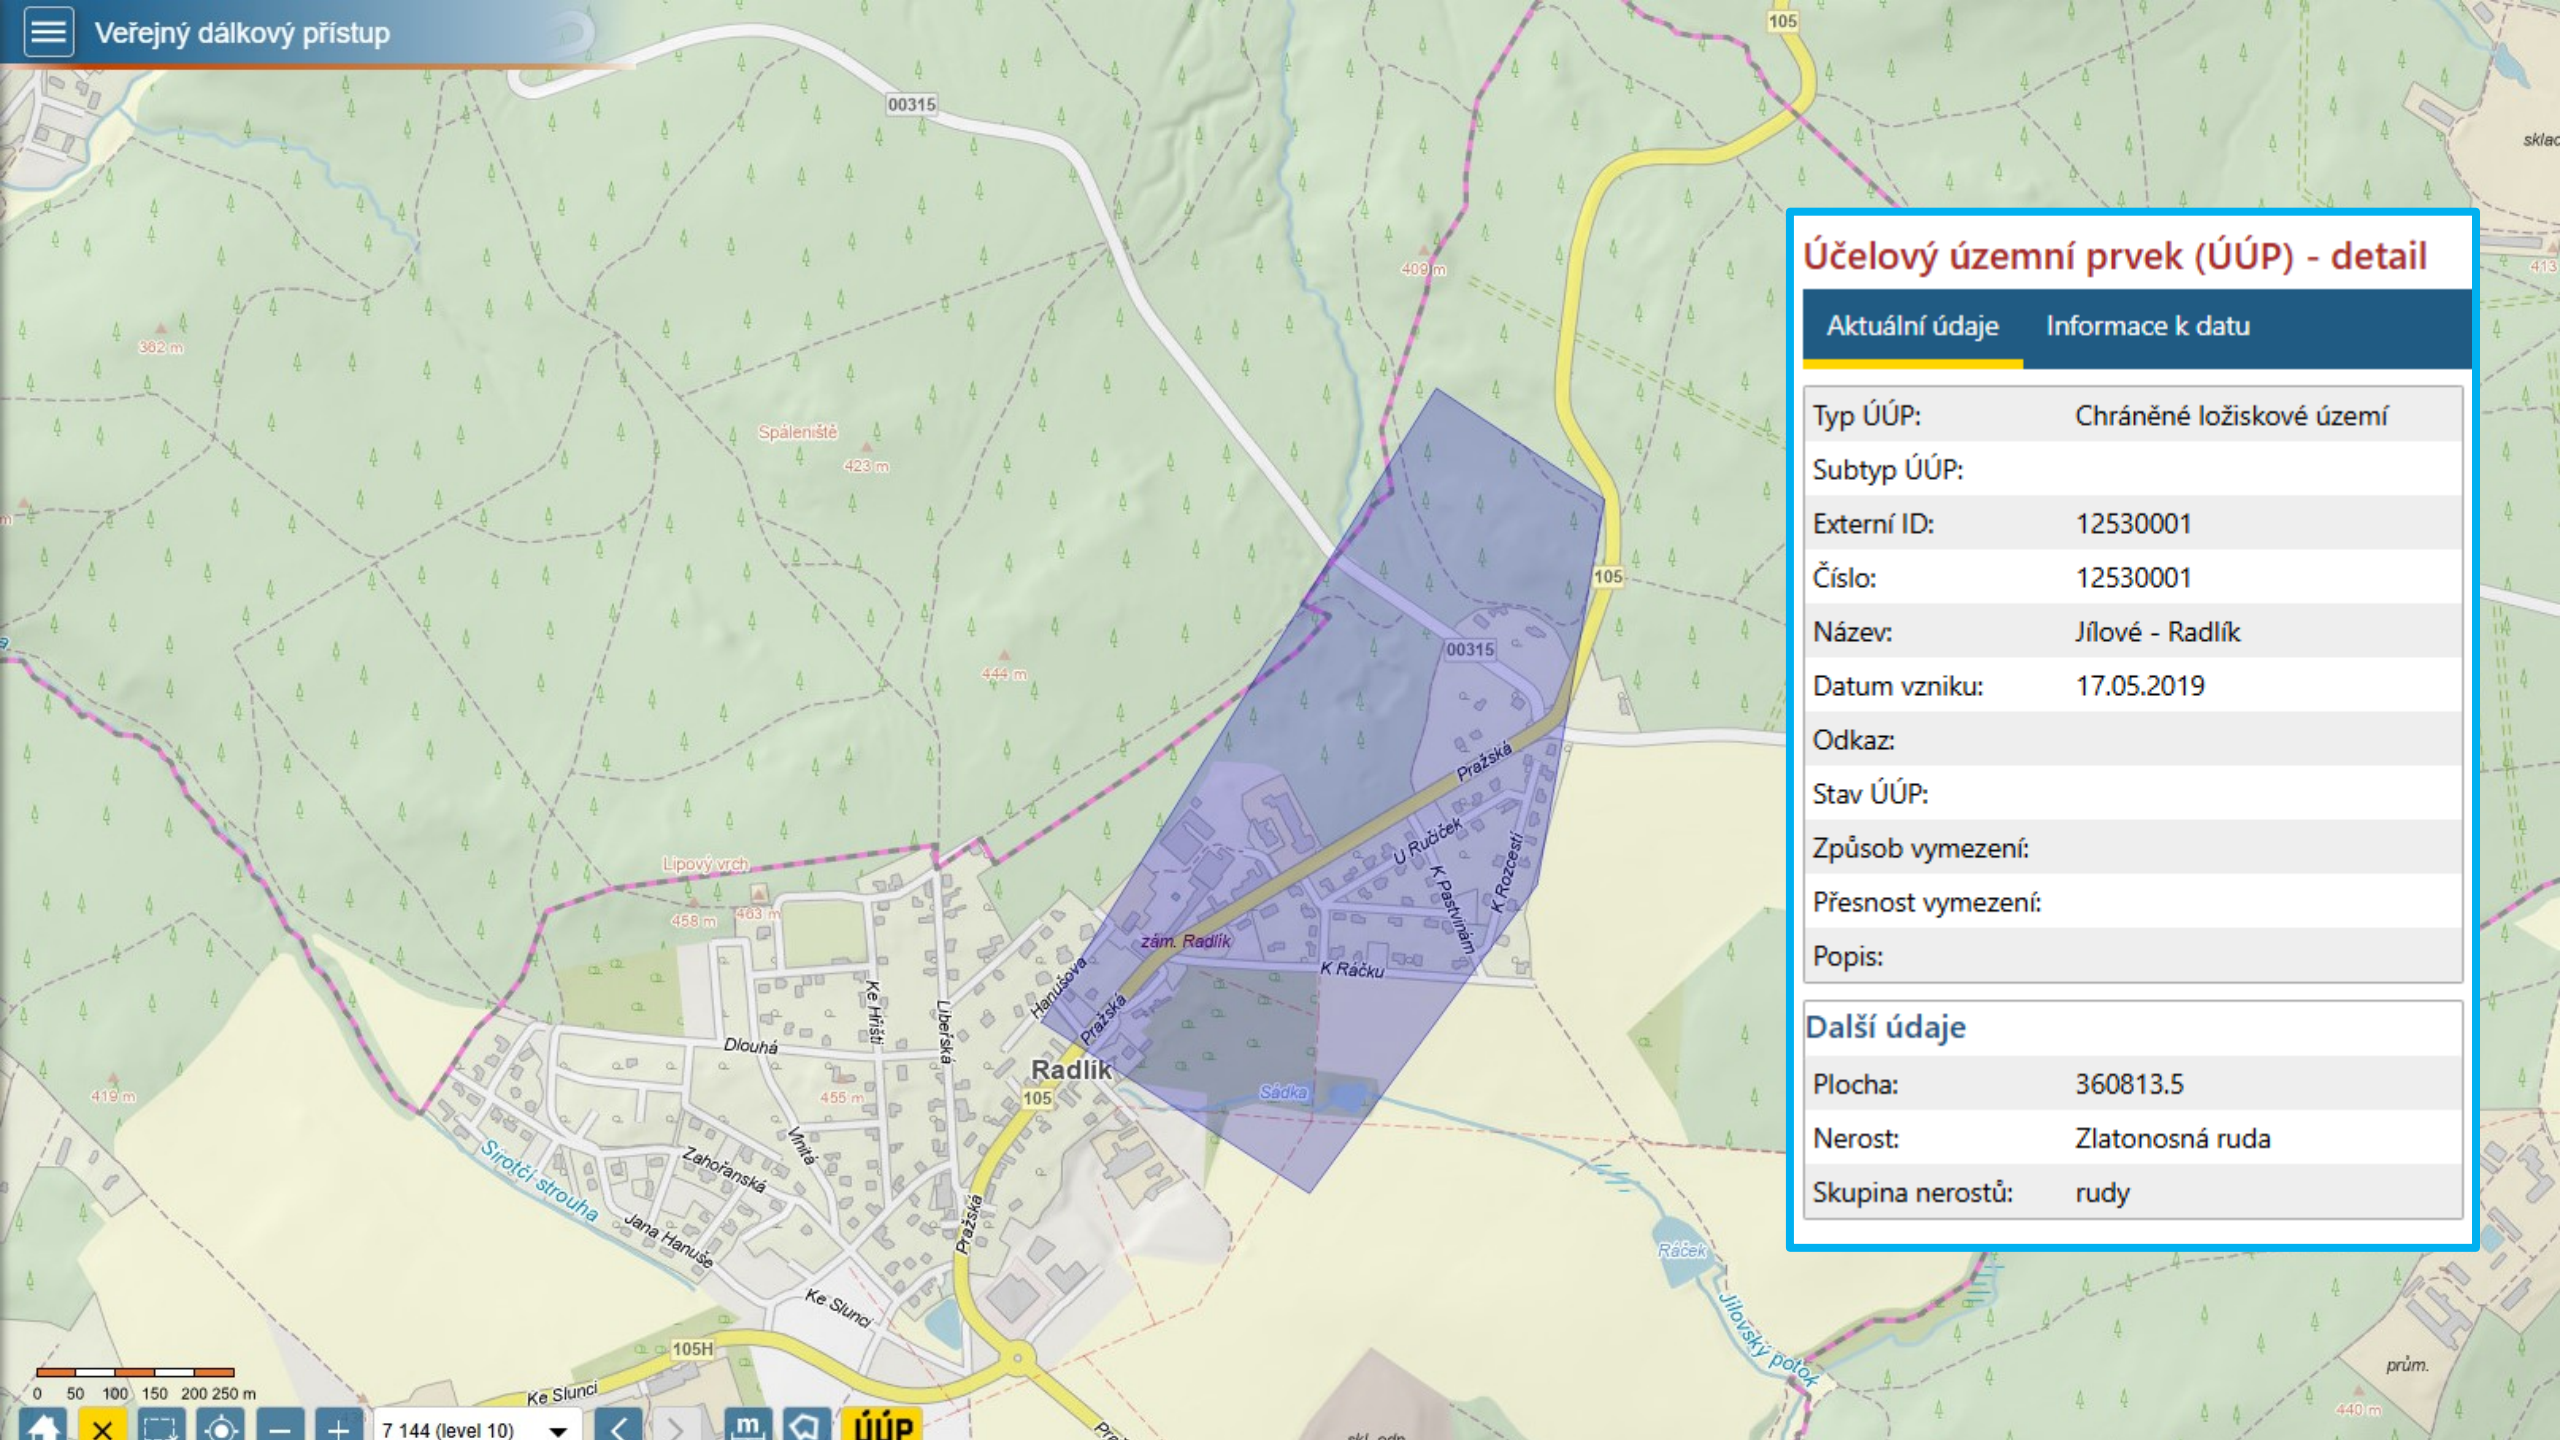 Veřejný dálkový přístup
105
00315
sklad
409 m
413
382 m
Spáleniště
423 m
105
00315
444 m
Pražská
U Ručiček
K Rozcestí
K Pastvinám
Lipový vrch
458 m
463 m
zám. Radlík
K Ráčku
Hanušova
Pražská
Ke Hřišti
Libeřská
Dlouhá
Radlík
105
Sádka
419 m
455 m
Vlnitá
Zahořanská
Sirotčí strouha
Jana Hanuše
Pražská
Ráček
Ke Slunci
Jílovský potok
105H
Ke Slunci
prům.
440 m
Účelový územní prvek (ÚÚP) - detail
Aktuální údaje Informace k datu
Typ ÚÚP: Chráněné ložiskové území
Subtyp ÚÚP:
Externí ID: 12530001
Číslo: 12530001
Název: Jílové - Radlík
Datum vzniku: 17.05.2019
Odkaz:
Stav ÚÚP:
Způsob vymezení:
Přesnost vymezení:
Popis:
Další údaje
Plocha: 360813.5
Nerost: Zlatonosná ruda
Skupina nerostů: rudy
0 50 100 150 200 250 m
7 144 (level 10)
m
ÚÚP